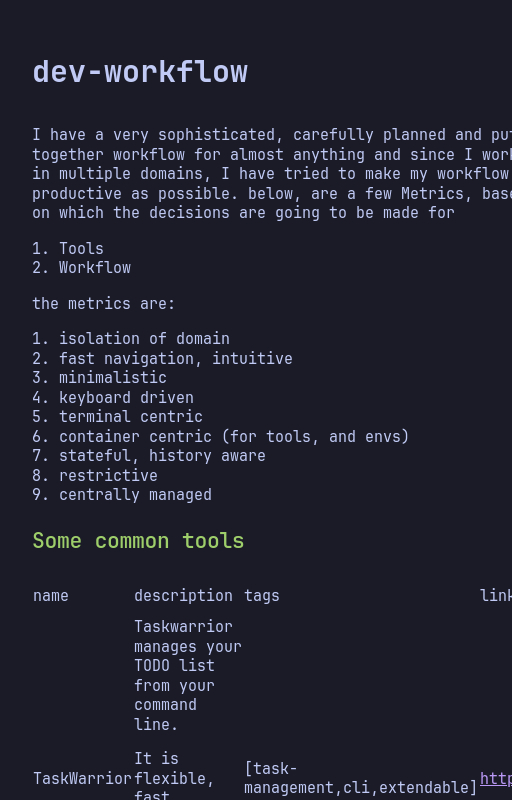 dev-workflow
I have a very sophisticated, carefully planned and put
together workflow for almost anything and since I work
in multiple domains, I have tried to make my workflow
productive as possible. below, are a few Metrics, base
on which the decisions are going to be made for
1. Tools
2. Workflow
the metrics are:
1. isolation of domain
2. fast navigation, intuitive
3. minimalistic
4. keyboard driven
5. terminal centric
6. container centric (for tools, and envs)
7. stateful, history aware
8. restrictive
9. centrally managed
Some common tools
name description tags link
Taskwarrior
manages your
TODO list
from your
command
line.
It is
TaskWarrior flexible, [task-
management,cli,extendable] http
fast